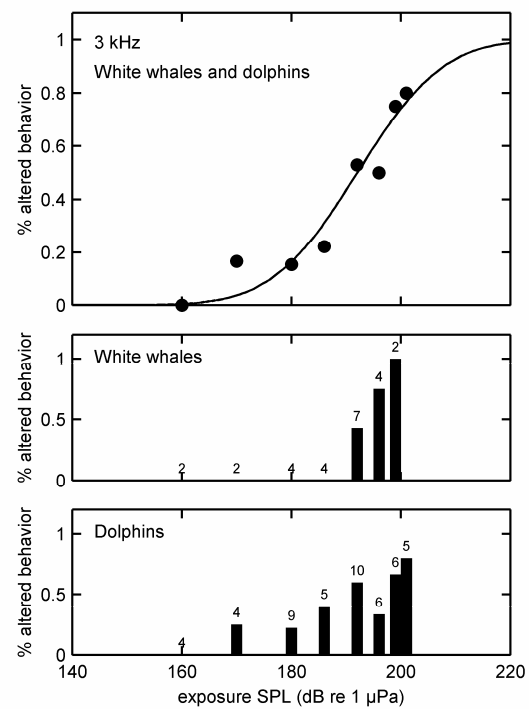 1
3 kHz
White whales and dolphins
0.8
0.6
0.4
0.2
0
% altered behavior
White whales
1
0.5
0
2 2 4 4 7 4 2
% altered behavior
Dolphins
1
0.5
0
4 4 9 5 10 6 6 5
% altered behavior
140 160 180 200 220
exposure SPL (dB re 1 µPa)